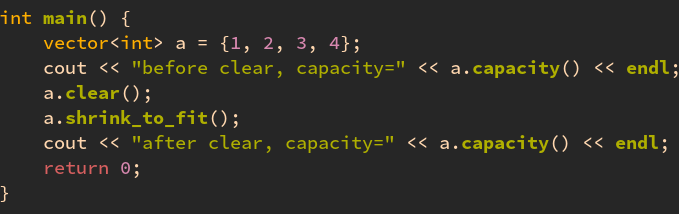 int main() {
    vector<int> a = {1, 2, 3, 4};
    cout << "before clear, capacity=" << a.capacity() << endl;
    a.clear();
    a.shrink_to_fit();
    cout << "after clear, capacity=" << a.capacity() << endl;
    return 0;
}